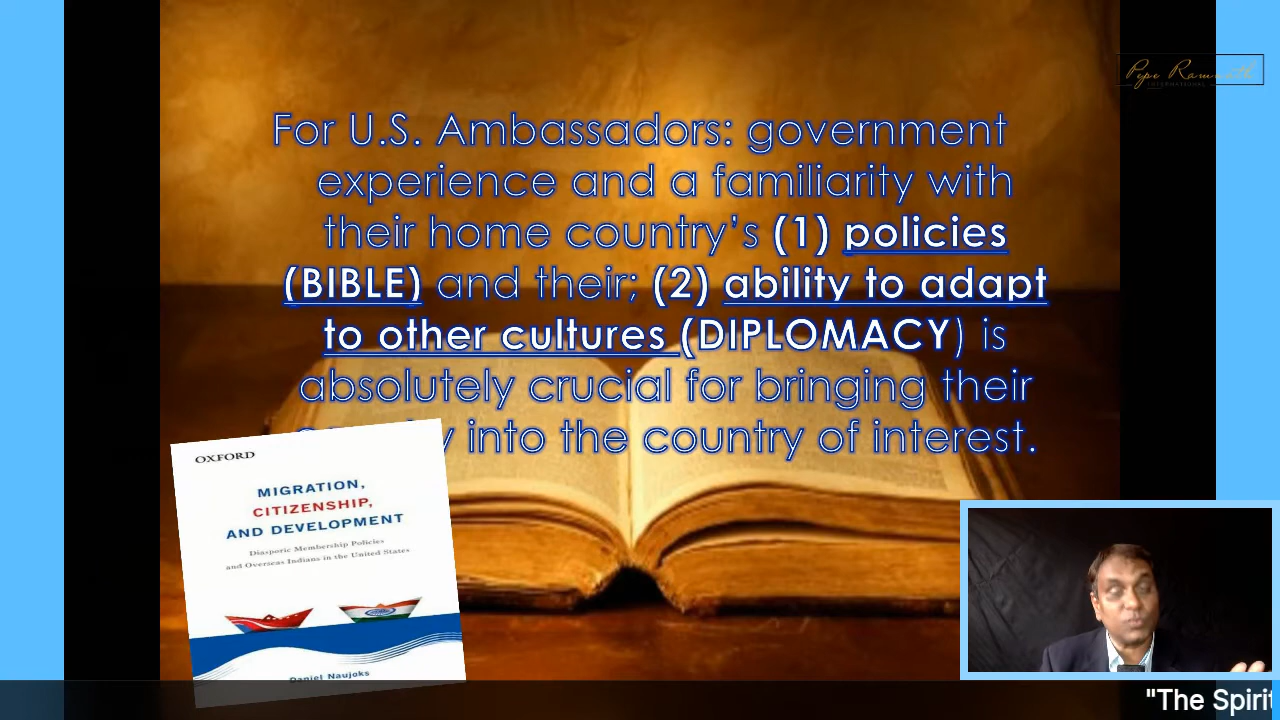 For U.S. Ambassadors: government
experience and a familiarity with
their home country's (1) policies
(BIBLE) and their; (2) ability to adapt
to other cultures (DIPLOMACY) is
absolutely crucial for bringing their
into the country of interest.
OXFORD
MIGRATION,
CITIZENSHIP,
AND DEVELOPMENT
Diasporic Membership Policies
and Overseas Indians in the United States
Daniel Naujoks
INTERNATIONAL
"The Spirit